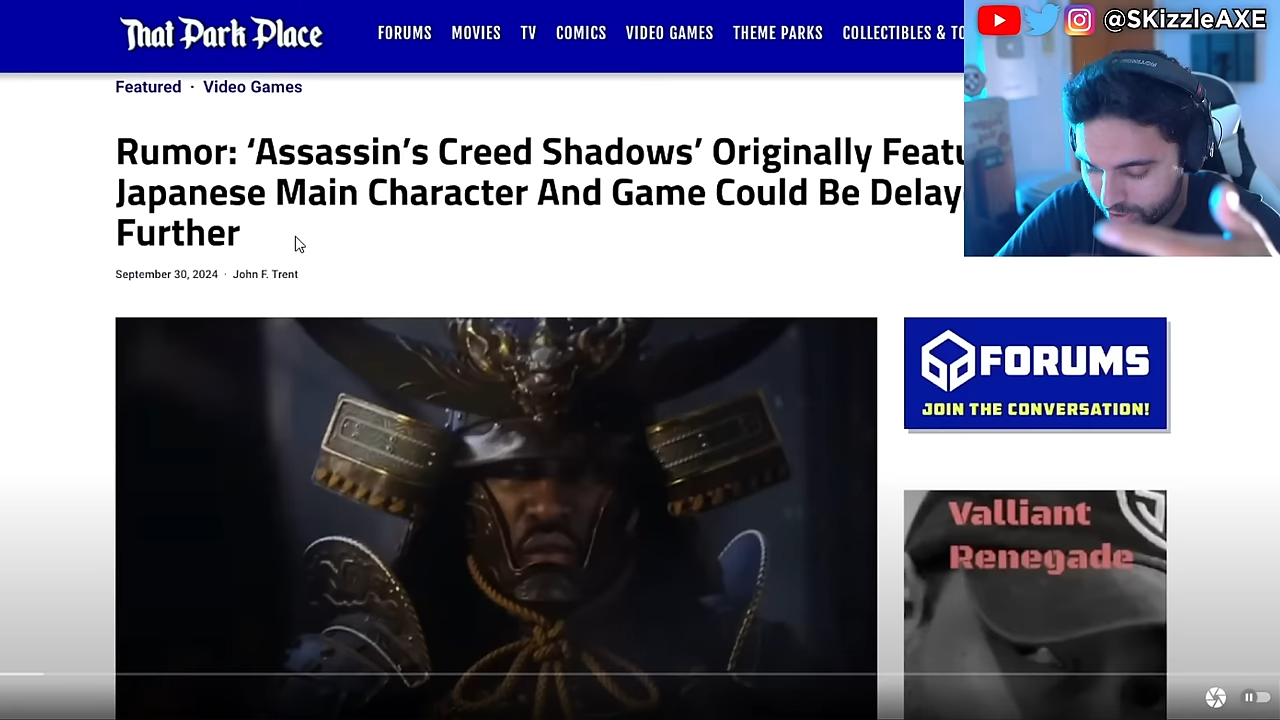 That Park Place
FORUMS MOVIES TV COMICS VIDEO GAMES THEME PARKS COLLECTIBLES & TO
@SKizzleAXE
Featured · Video Games
Rumor: ‘Assassin’s Creed Shadows’ Originally Featu
Japanese Main Character And Game Could Be Delay
Further
September 30, 2024 · John F. Trent
FORUMS
JOIN THE CONVERSATION!
Valliant
Renegade